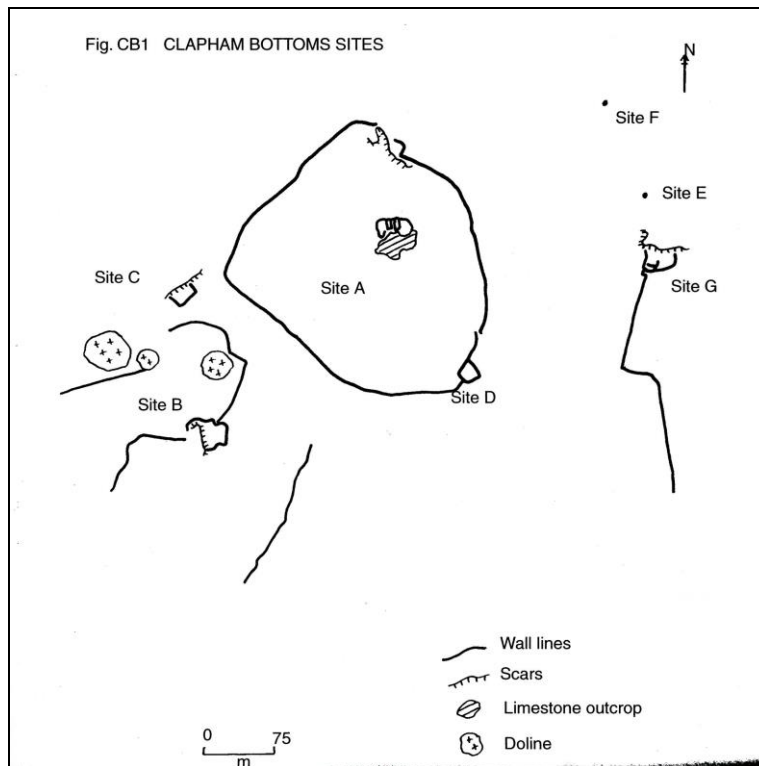 Fig. CB1 CLAPHAM BOTTOMS SITES
N
Site F
Site E
Site C
Site A
Site G
Site B
Site D
Wall lines
Scars
Limestone outcrop
Doline
0 75
m